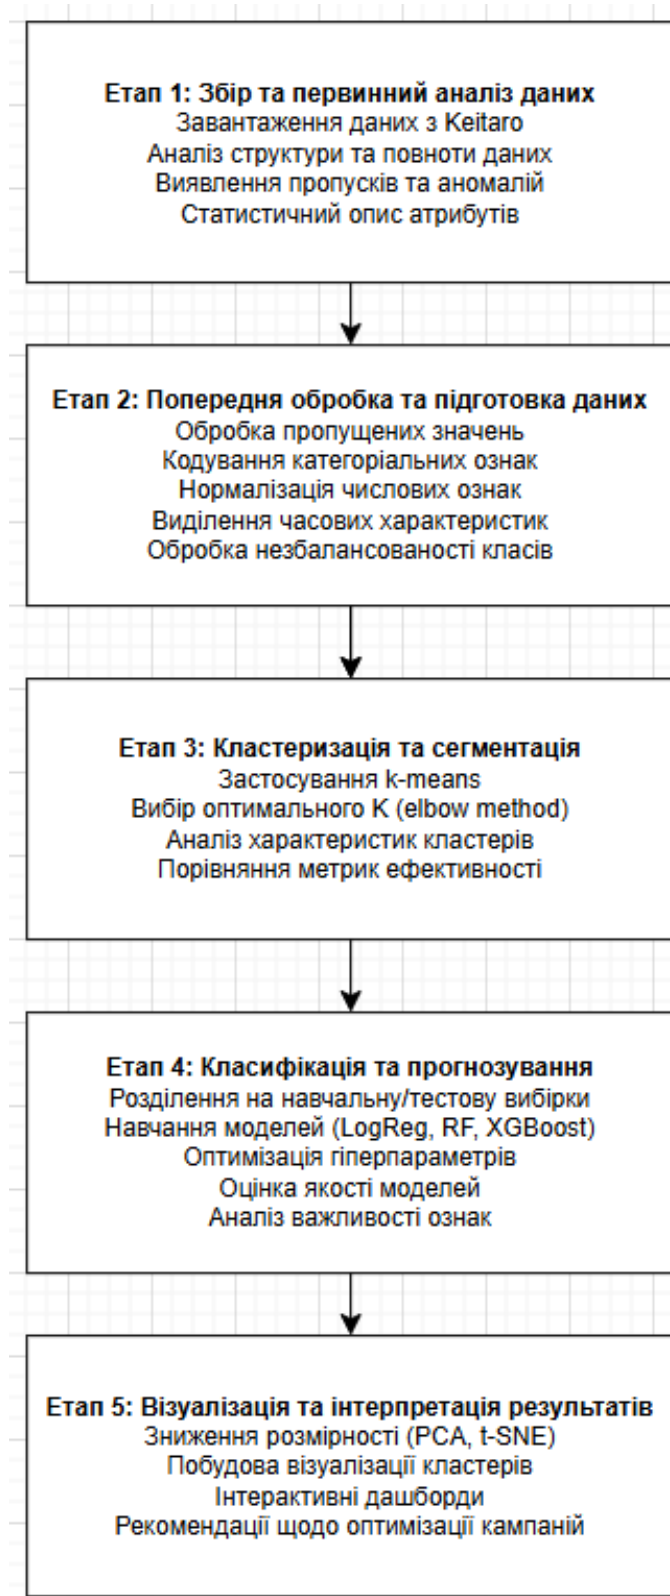 Етап 1: Збір та первинний аналіз даних
Завантаження даних з Keitaro
Аналіз структури та повноти даних
Виявлення пропусків та аномалій
Статистичний опис атрибутів
Етап 2: Попередня обробка та підготовка даних
Обробка пропущених значень
Кодування категоріальних ознак
Нормалізація числових ознак
Виділення часових характеристик
Обробка незбалансованості класів
Етап 3: Кластеризація та сегментація
Застосування k-means
Вибір оптимального K (elbow method)
Аналіз характеристик кластерів
Порівняння метрик ефективності
Етап 4: Класифікація та прогнозування
Розділення на навчальну/тестову вибірки
Навчання моделей (LogReg, RF, XGBoost)
Оптимізація гіперпараметрів
Оцінка якості моделей
Аналіз важливості ознак
Етап 5: Візуалізація та інтерпретація результатів
Зниження розмірності (PCA, t-SNE)
Побудова візуалізації кластерів
Інтерактивні дашборди
Рекомендації щодо оптимізації кампаній